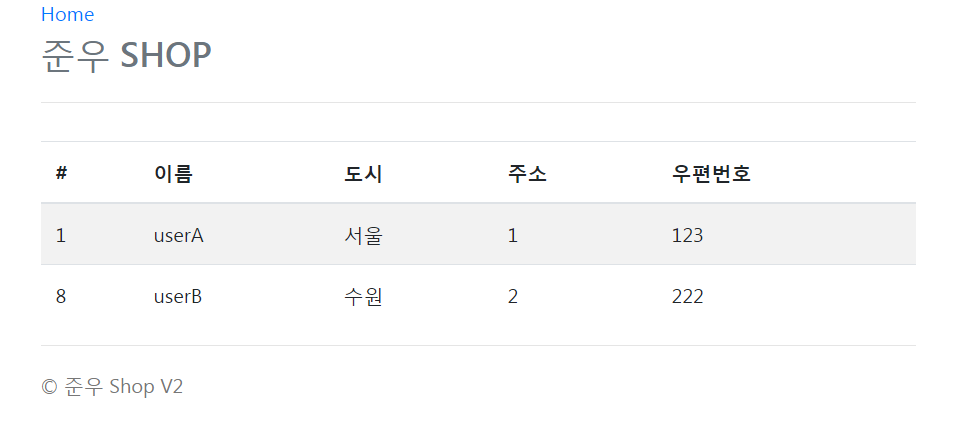 Home
준우 SHOP
# 이름 도시 주소 우편번호
1 userA 서울 1 123
8 userB 수원 2 222
© 준우 Shop V2